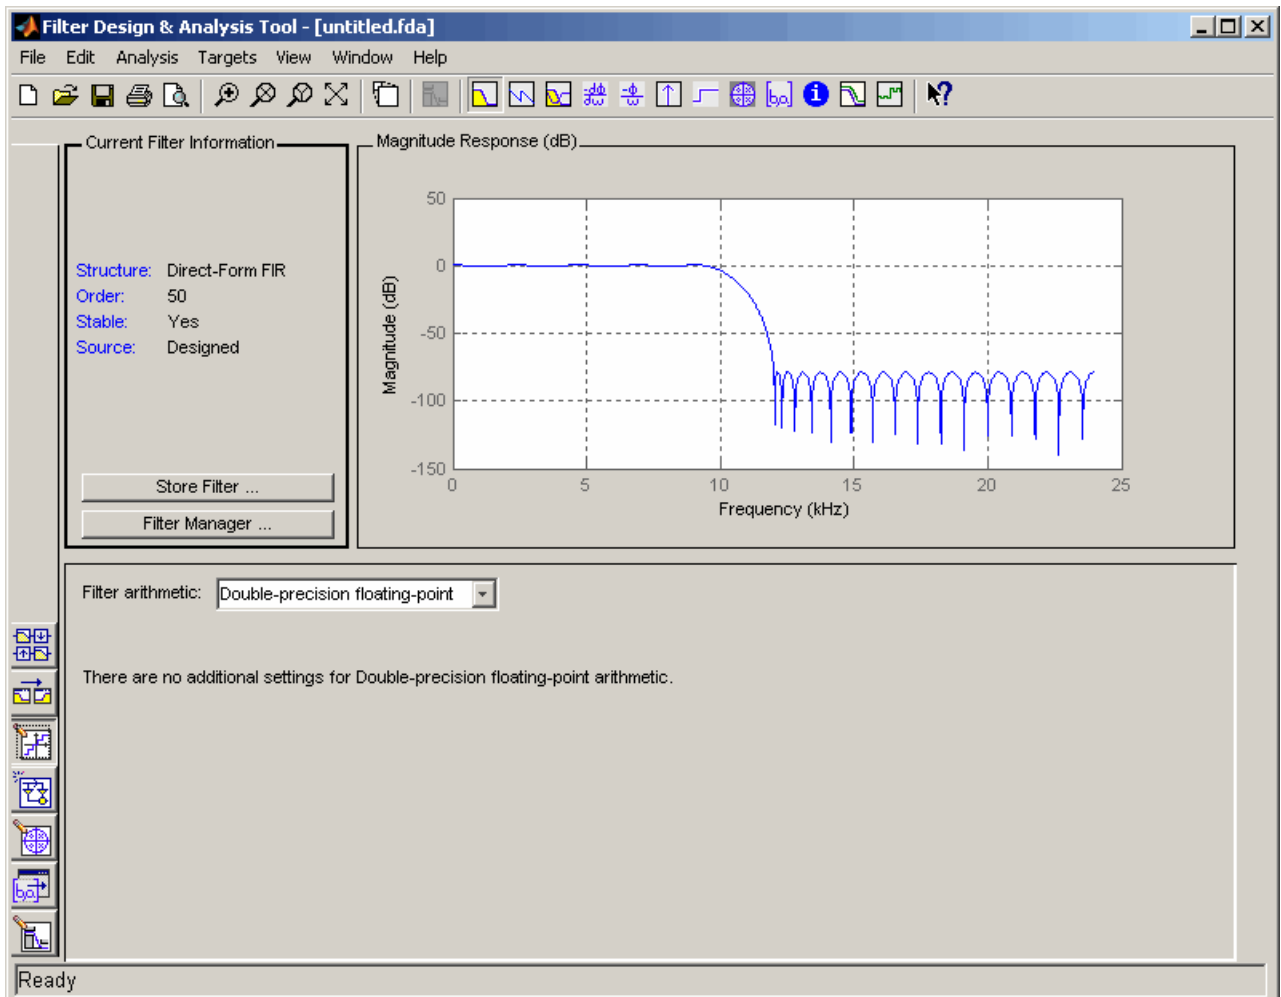 Filter Design & Analysis Tool - [untitled.fda]
File Edit Analysis Targets View Window Help
Current Filter Information
Structure: Direct-Form FIR
Order: 50
Stable: Yes
Source: Designed
Store Filter ...
Filter Manager ...
Magnitude Response (dB)
50
0
-50
-100
-150
Magnitude (dB)
0 5 10 15 20 25
Frequency (kHz)
Filter arithmetic: Double-precision floating-point
There are no additional settings for Double-precision floating-point arithmetic.
Ready